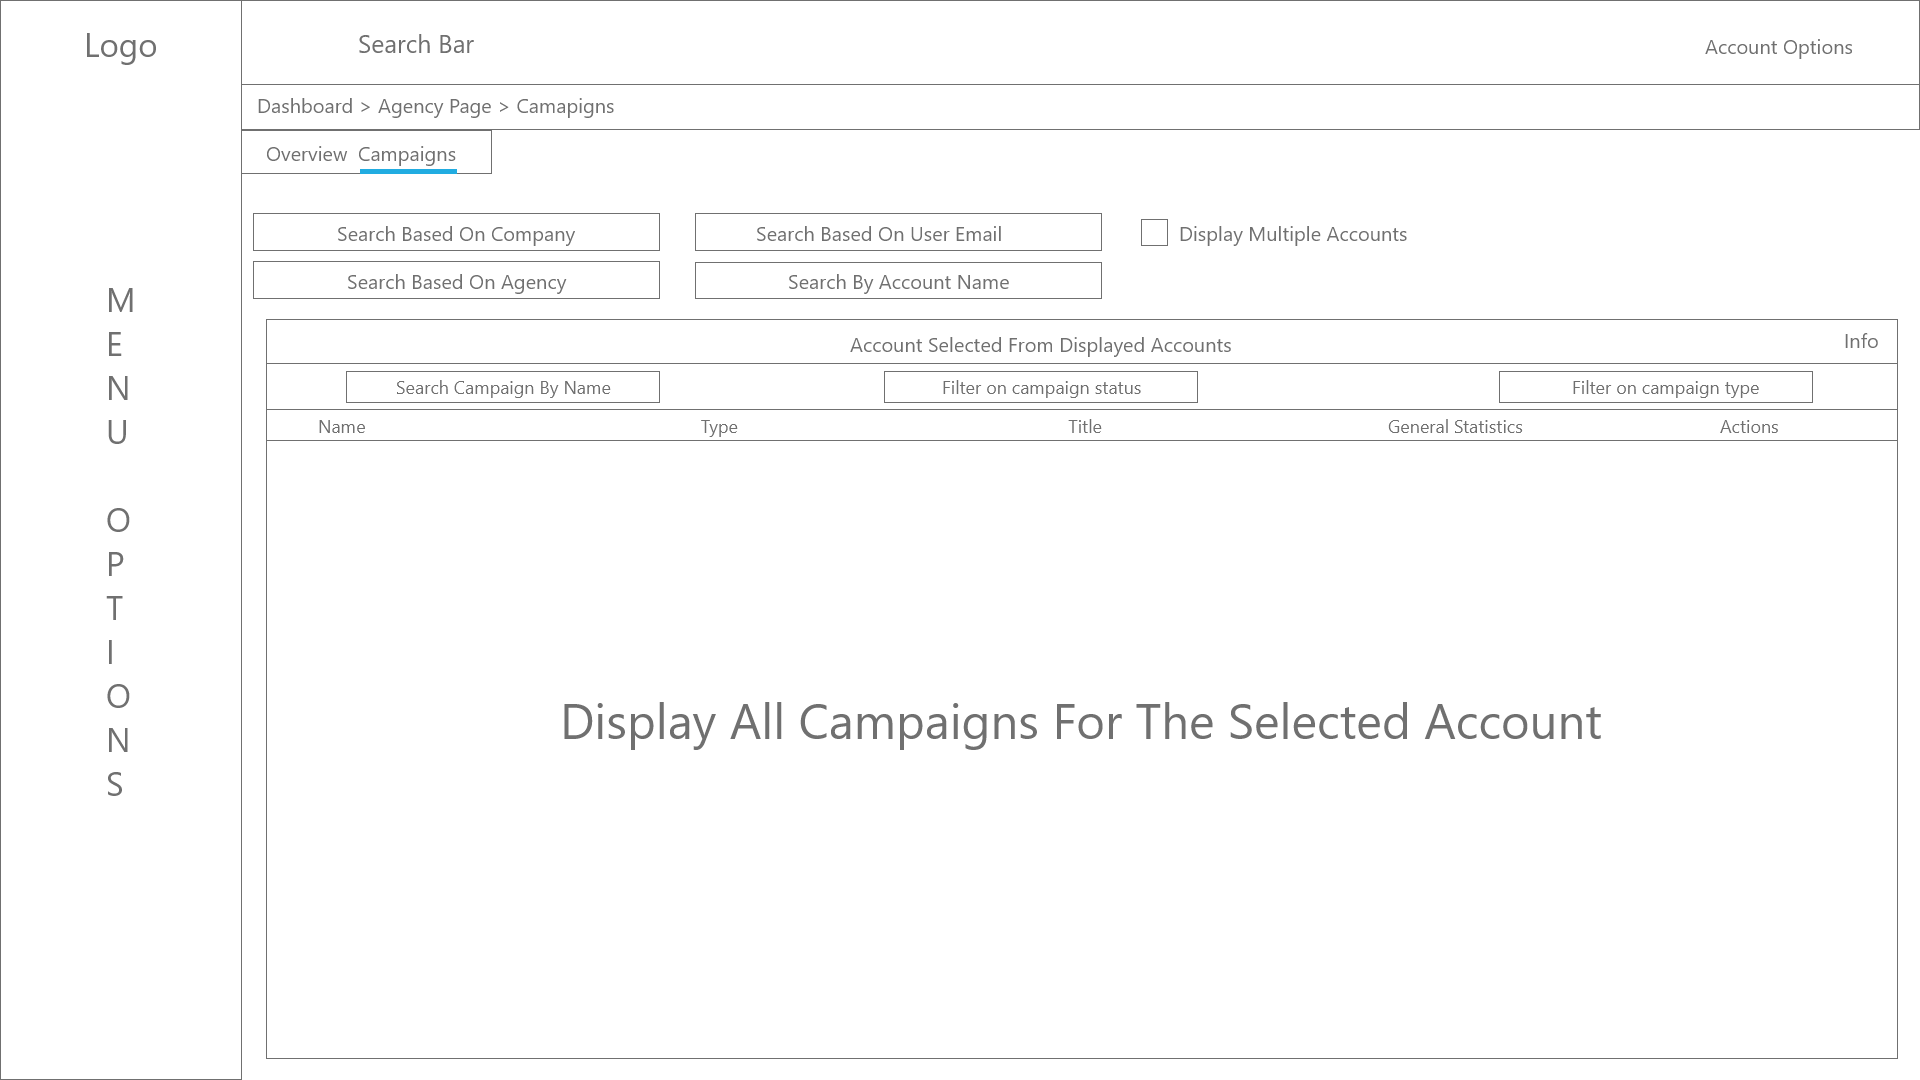 Logo
Search Bar
Account Options
Dashboard > Agency Page > Camapigns
Overview Campaigns
Search Based On Company
Search Based On User Email
Display Multiple Accounts
Search Based On Agency
Search By Account Name
Account Selected From Displayed Accounts
Info
Search Campaign By Name
Filter on campaign status
Filter on campaign type
Name
Type
Title
General Statistics
Actions
Display All Campaigns For The Selected Account
M
E
N
U
O
P
T
I
O
N
S